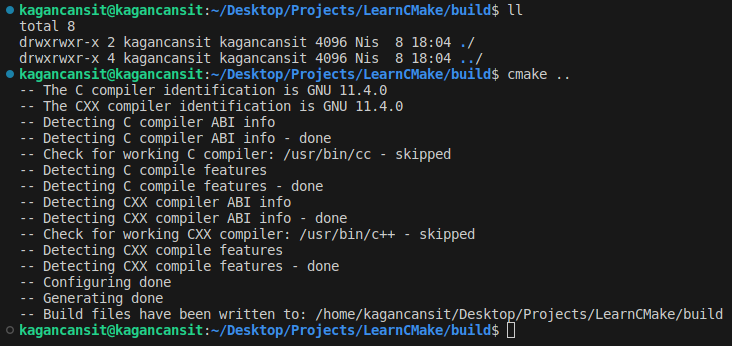 kagancansit@kagancansit:~/Desktop/Projects/LearnCMake/build$ ll
total 8
drwxrwxr-x 2 kagancansit kagancansit 4096 Nis  8 18:04 ./
drwxrwxr-x 4 kagancansit kagancansit 4096 Nis  8 18:04 ../
kagancansit@kagancansit:~/Desktop/Projects/LearnCMake/build$ cmake ..
-- The C compiler identification is GNU 11.4.0
-- The CXX compiler identification is GNU 11.4.0
-- Detecting C compiler ABI info
-- Detecting C compiler ABI info - done
-- Check for working C compiler: /usr/bin/cc - skipped
-- Detecting C compile features
-- Detecting C compile features - done
-- Detecting CXX compiler ABI info
-- Detecting CXX compiler ABI info - done
-- Check for working CXX compiler: /usr/bin/c++ - skipped
-- Detecting CXX compile features
-- Detecting CXX compile features - done
-- Configuring done
-- Generating done
-- Build files have been written to: /home/kagancansit/Desktop/Projects/LearnCMake/build
kagancansit@kagancansit:~/Desktop/Projects/LearnCMake/build$